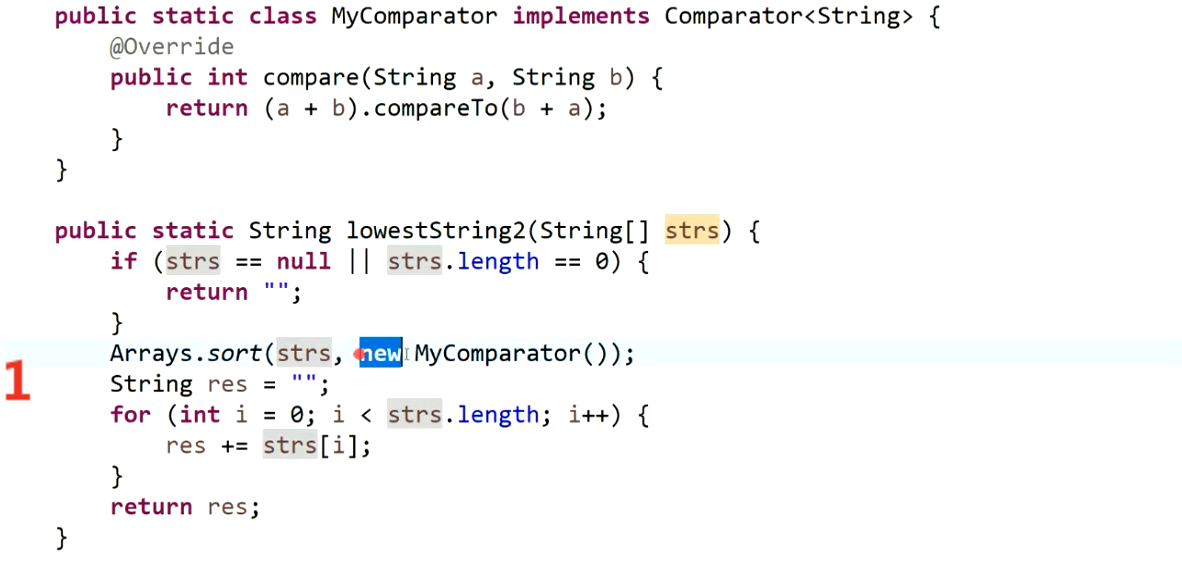 public static class MyComparator implements Comparator<String> {
    @Override
    public int compare(String a, String b) {
        return (a + b).compareTo(b + a);
    }
}

public static String lowestString2(String[] strs) {
    if (strs == null || strs.length == 0) {
        return "";
    }
    Arrays.sort(strs, new MyComparator());
1
    String res = "";
    for (int i = 0; i < strs.length; i++) {
        res += strs[i];
    }
    return res;
}